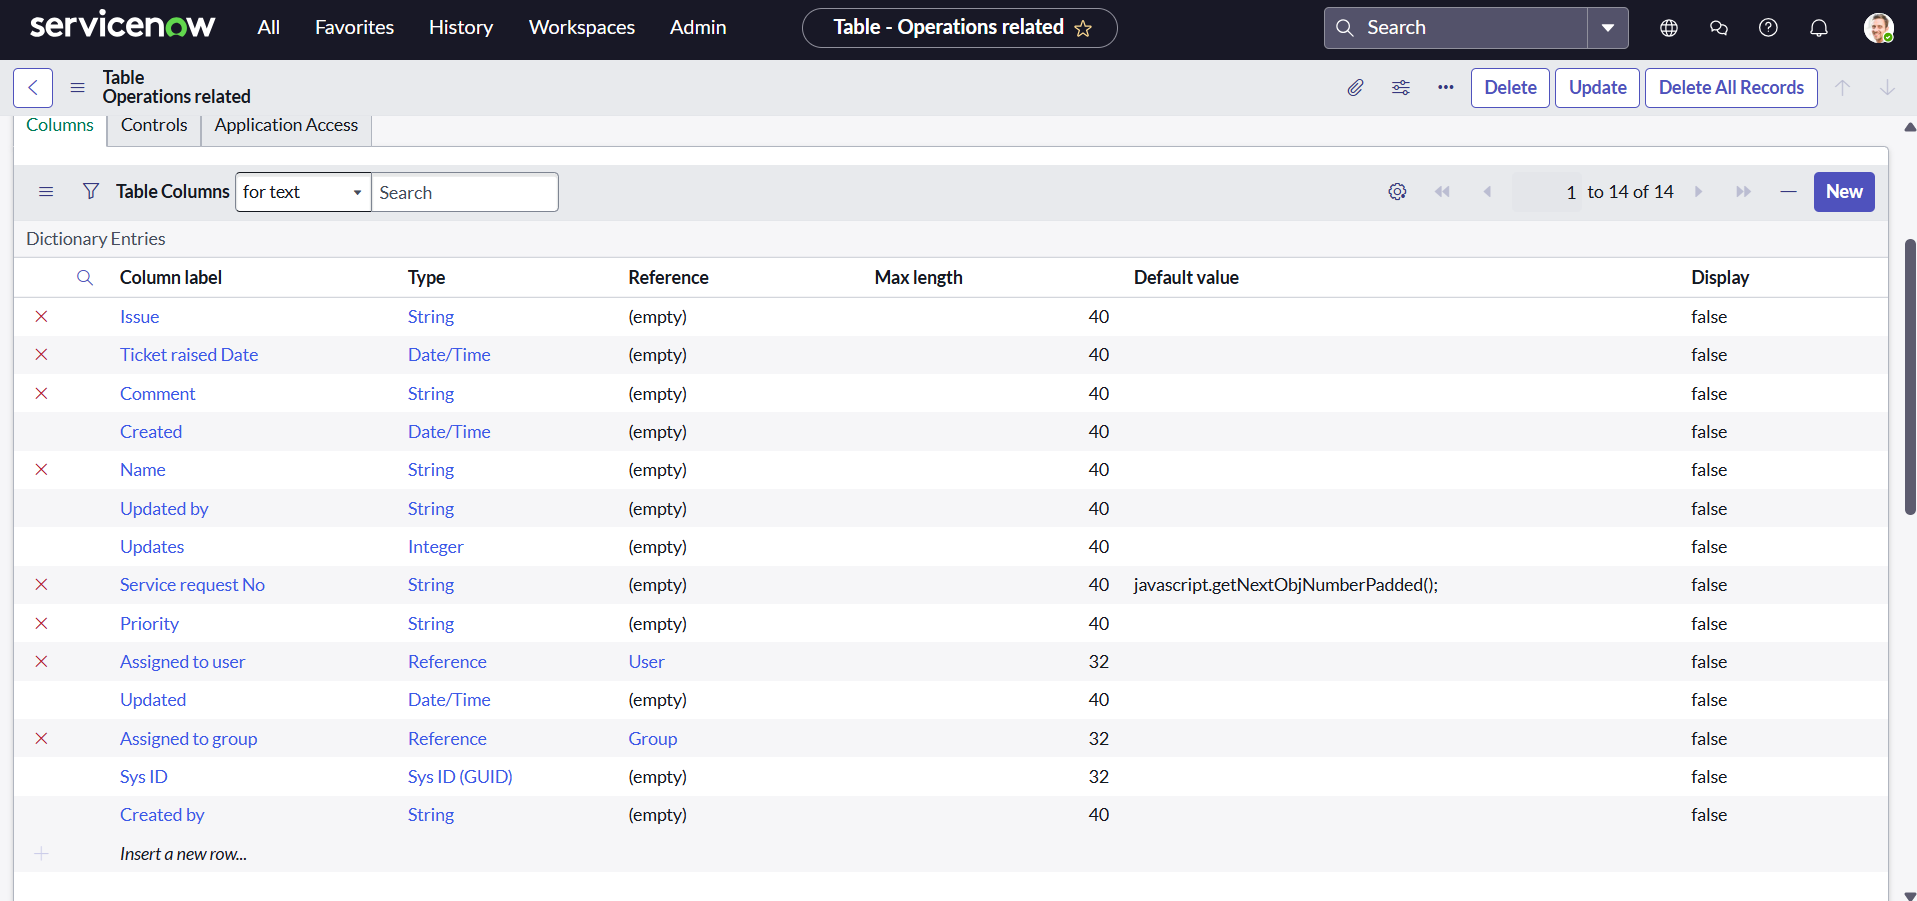 servicenow All Favorites History Workspaces Admin Table - Operations related Search
Table
Operations related
Delete Update Delete All Records
Columns Controls Application Access
Table Columns for text Search 1 to 14 of 14 New
Dictionary Entries
Column label Type Reference Max length Default value Display
Issue String (empty) 40 false
Ticket raised Date Date/Time (empty) 40 false
Comment String (empty) 40 false
Created Date/Time (empty) 40 false
Name String (empty) 40 false
Updated by String (empty) 40 false
Updates Integer (empty) 40 false
Service request No String (empty) 40 javascript.getNextObjNumberPadded(); false
Priority String (empty) 40 false
Assigned to user Reference User 32 false
Updated Date/Time (empty) 40 false
Assigned to group Reference Group 32 false
Sys ID Sys ID (GUID) (empty) 32 false
Created by String (empty) 40 false
Insert a new row...